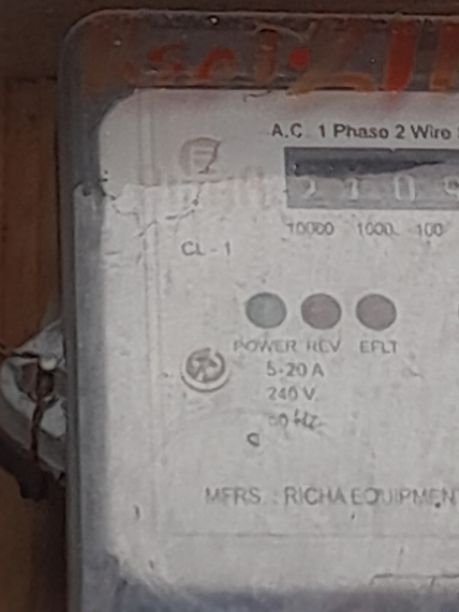 A.C. 1 Phase 2 Wire
10000 1000 100
CL-1
POWER REV EFLT
5-20 A
240 V
50 HZ
MFRS. : RICHA EQUIPMEN